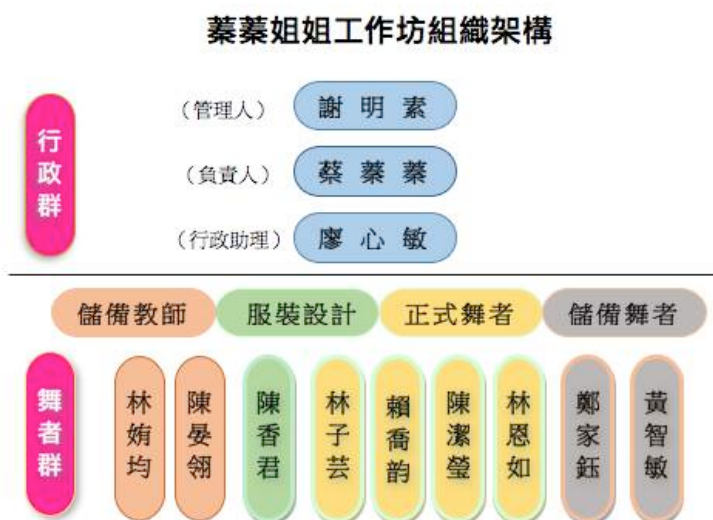 蓁蓁姐姐工作坊組織架構
行政群
（管理人） 謝明素
（負責人） 蔡蓁蓁
（行政助理） 廖心敏
儲備教師 服裝設計 正式舞者 儲備舞者
舞者群
林姷均
陳晏翎
陳香君
林子芸
賴喬韵
陳潔瑩
林恩如
鄭家鈺
黃智敏